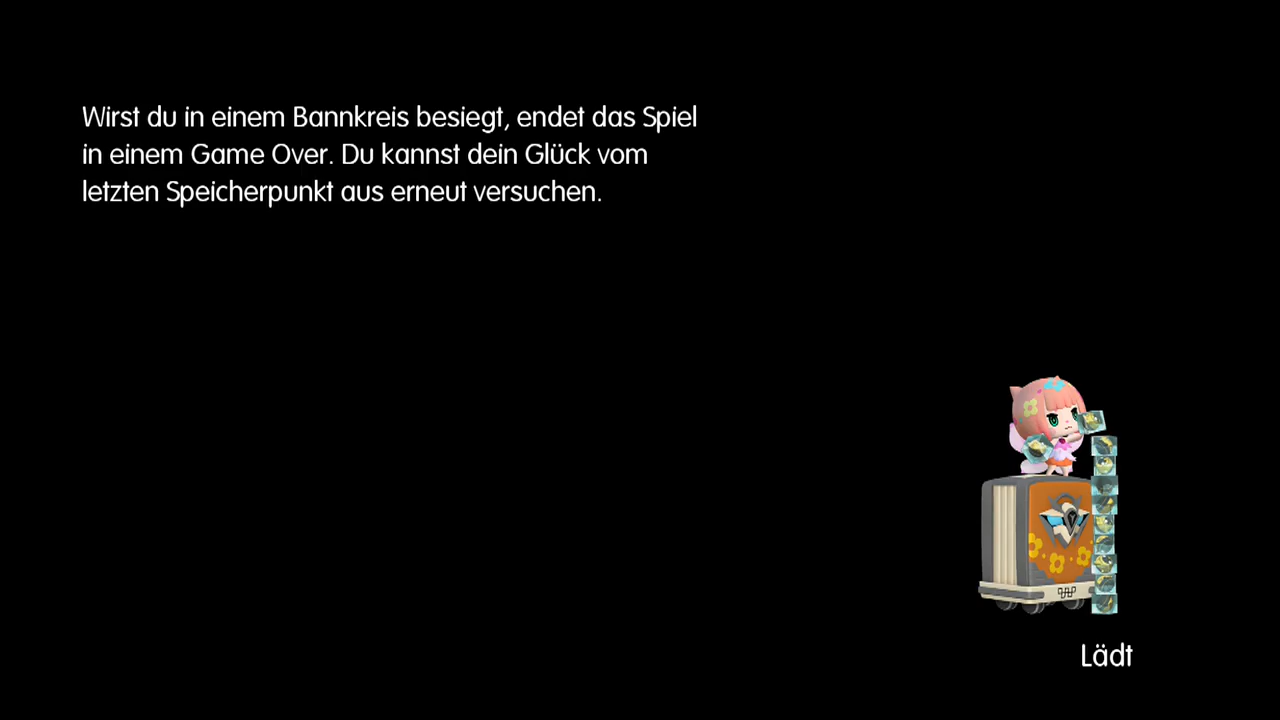 Wirst du in einem Bannkreis besiegt, endet das Spiel
in einem Game Over. Du kannst dein Glück vom
letzten Speicherpunkt aus erneut versuchen.
Lädt